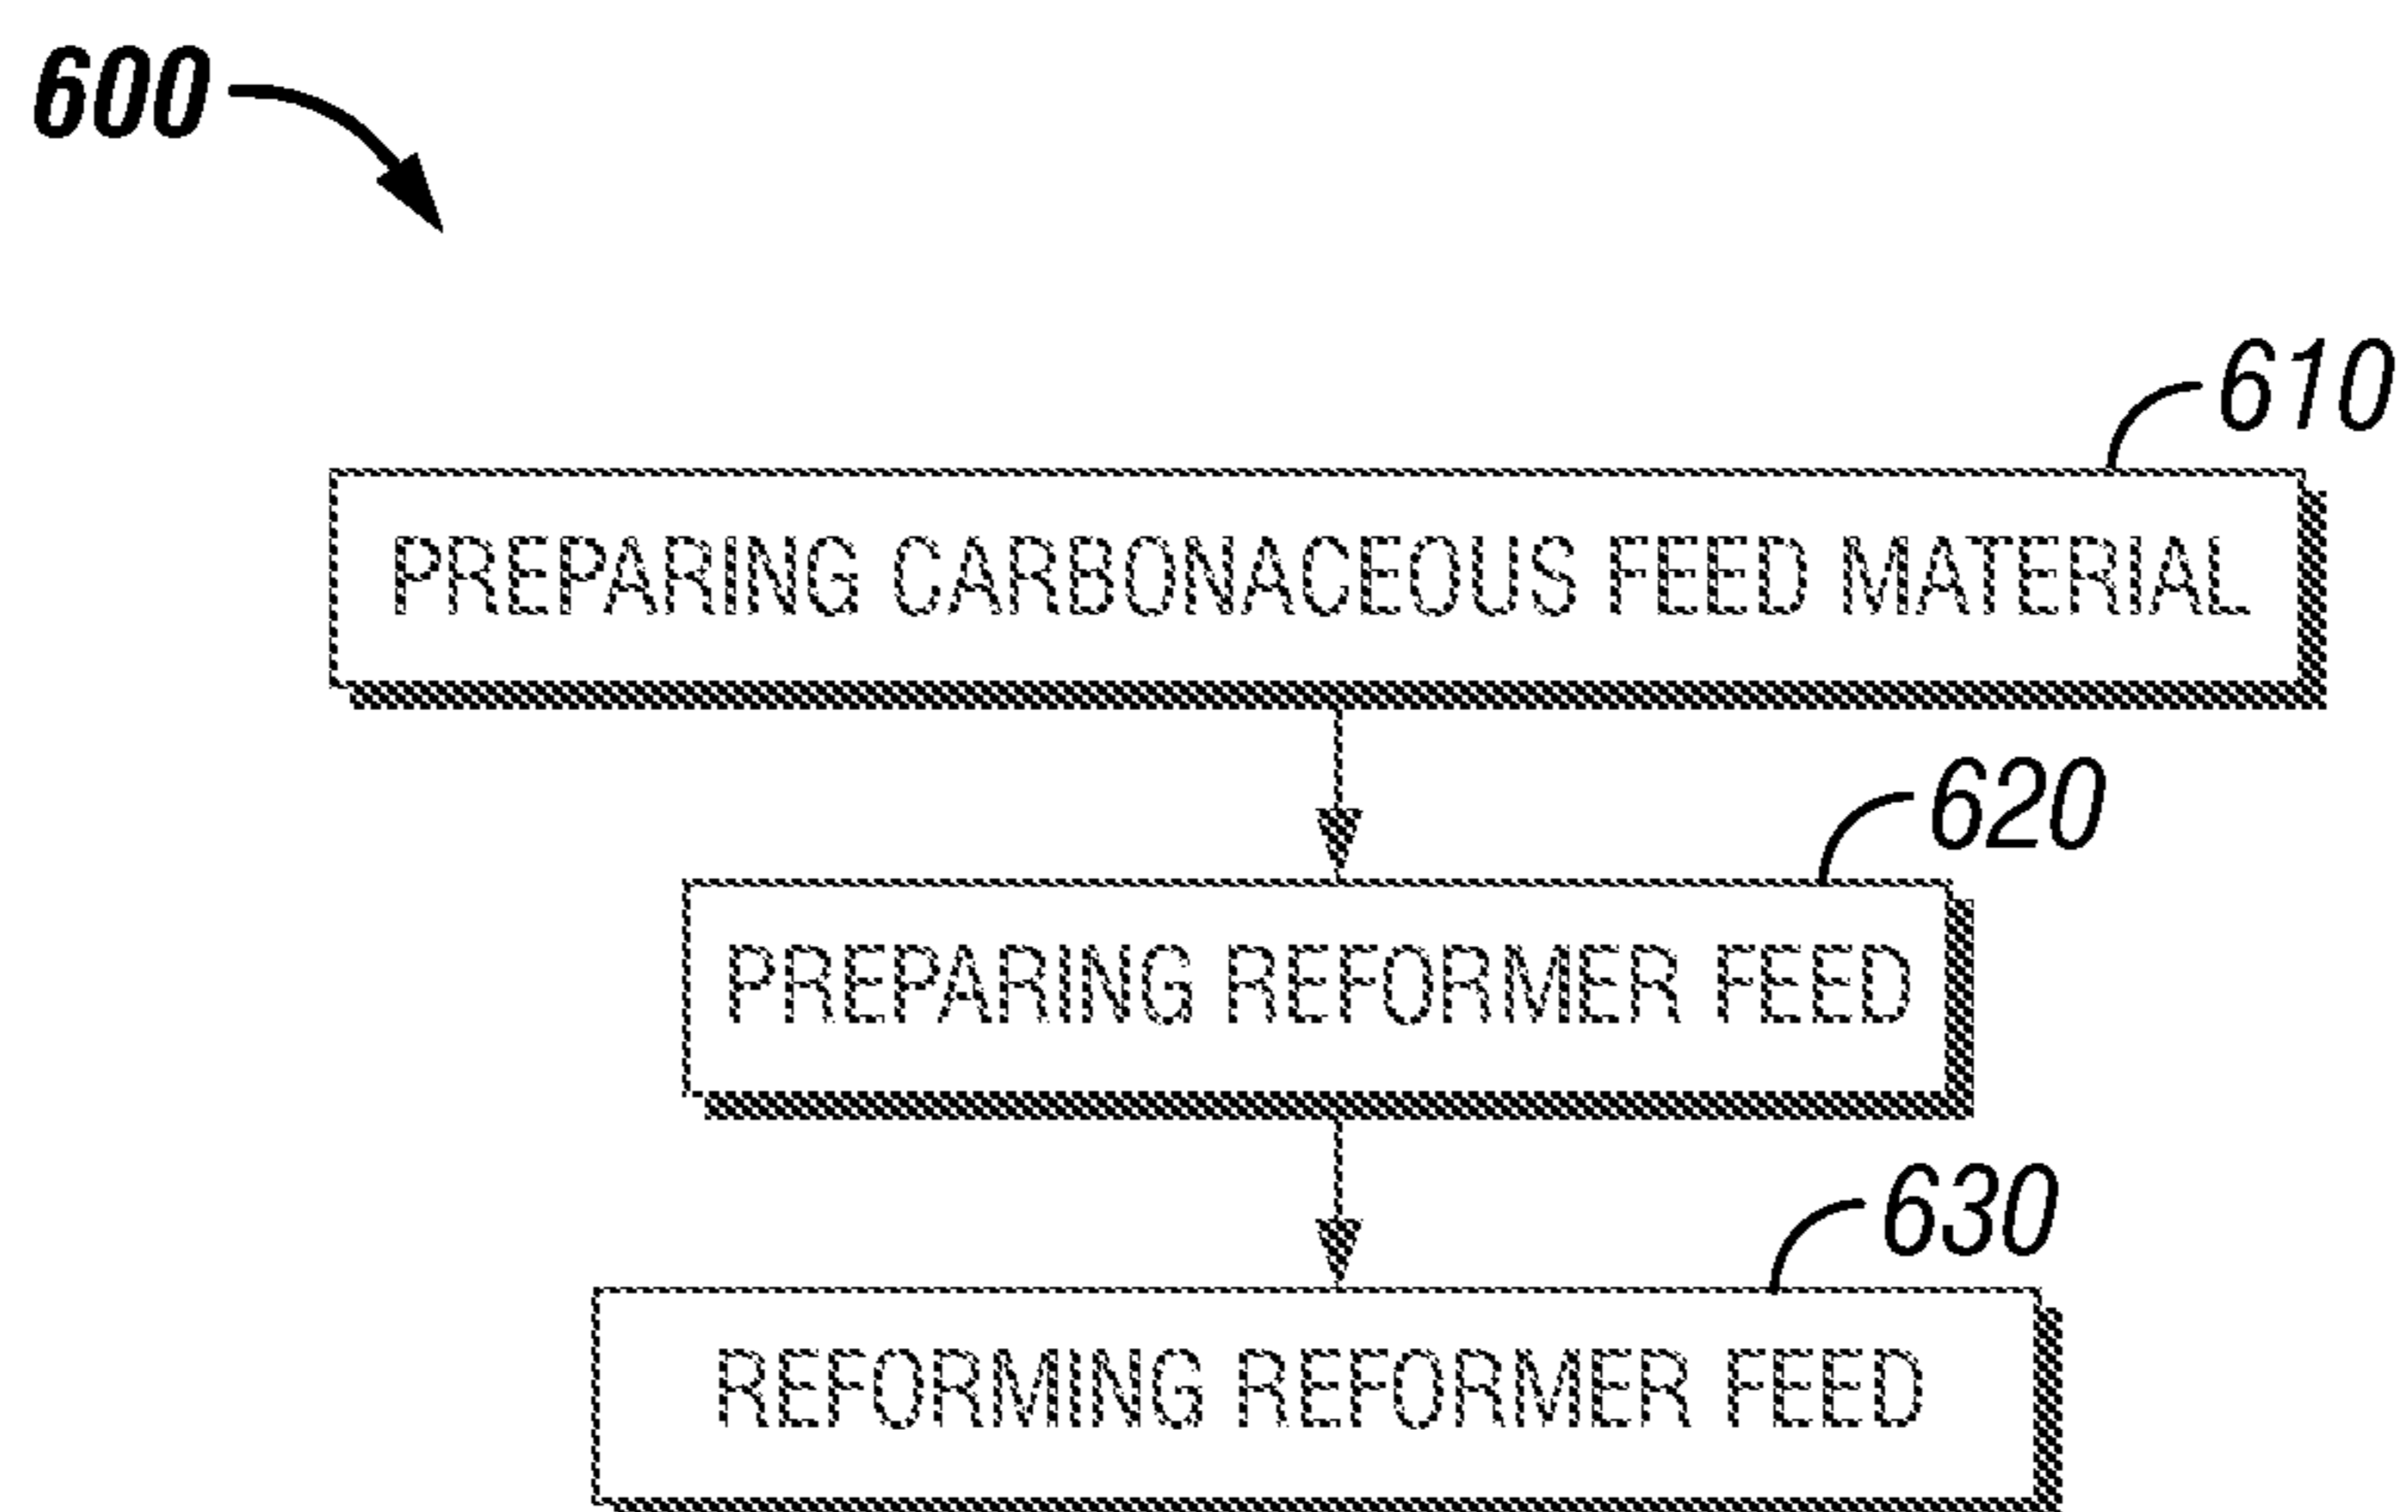 600
610
PREPARING CARBONACEOUS FEED MATERIAL
620
PREPARING REFORMER FEED
630
REFORMING REFORMER FEED